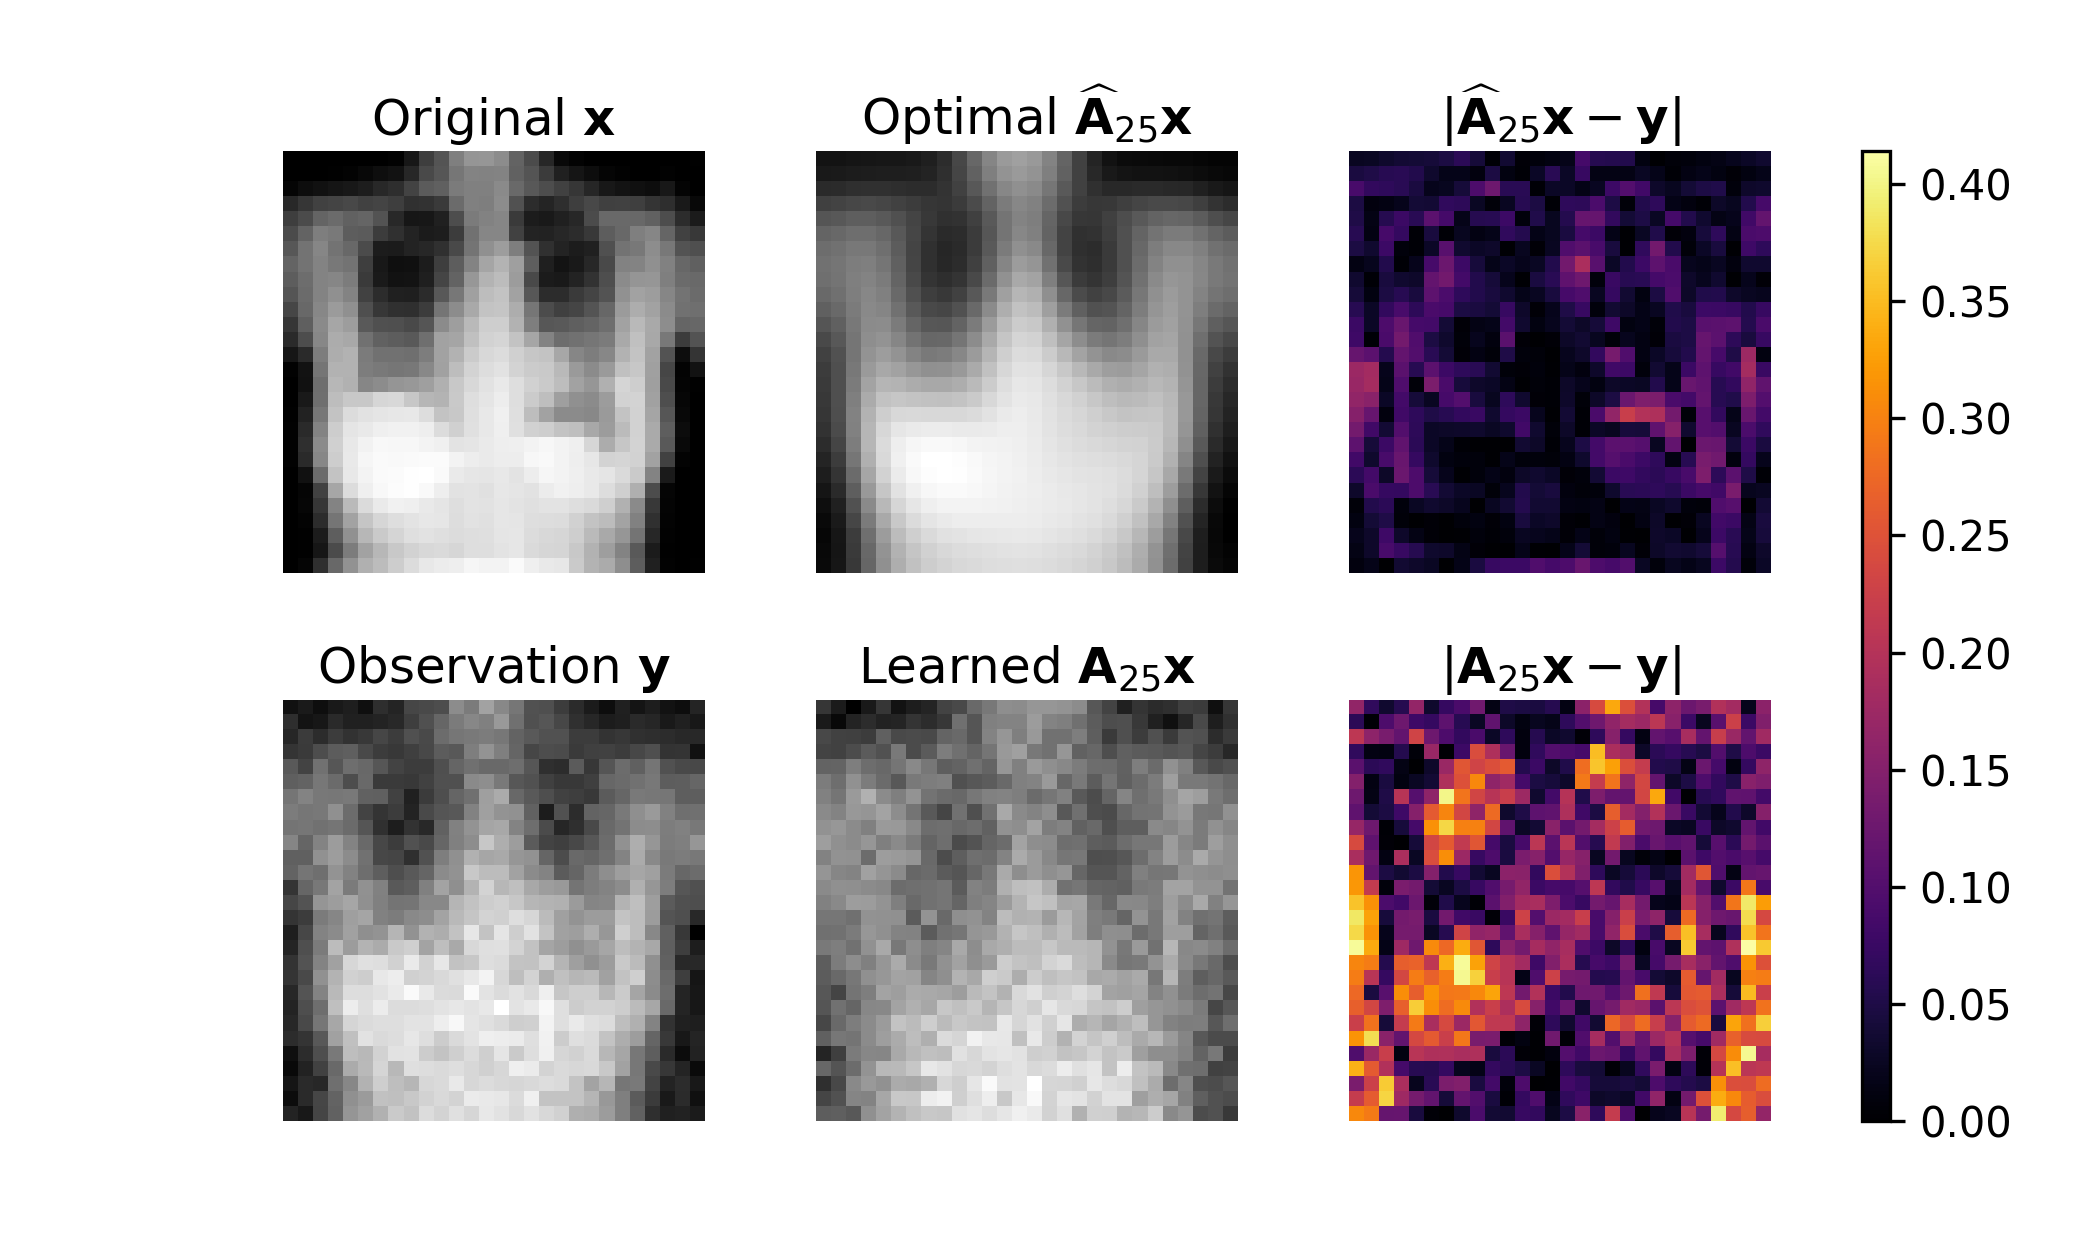 Original x
Optimal Â₂₅x
|Â₂₅x − y|
Observation y
Learned A₂₅x
|A₂₅x − y|
0.40
0.35
0.30
0.25
0.20
0.15
0.10
0.05
0.00